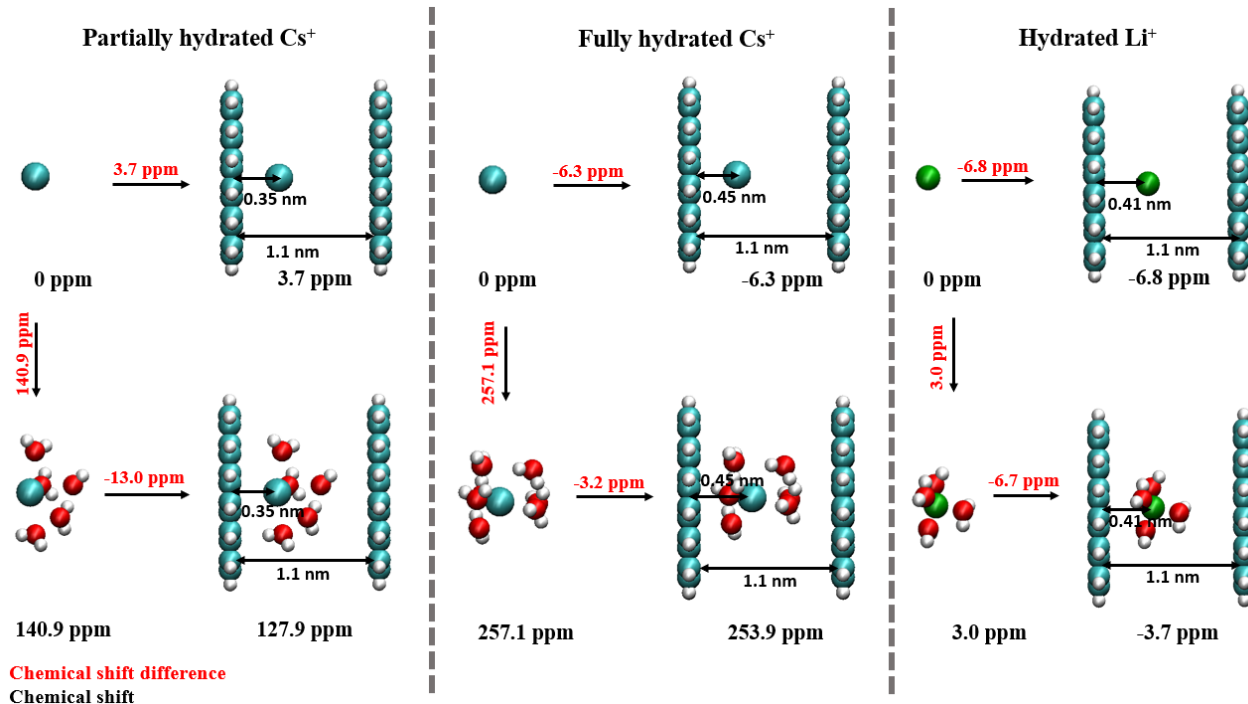 Partially hydrated Cs⁺
3.7 ppm
0.35 nm
1.1 nm
0 ppm
3.7 ppm
140.9 ppm
-13.0 ppm
0.35 nm
1.1 nm
140.9 ppm
127.9 ppm
Chemical shift difference
Chemical shift
Fully hydrated Cs⁺
-6.3 ppm
0.45 nm
1.1 nm
0 ppm
-6.3 ppm
257.1 ppm
-3.2 ppm
0.45 nm
1.1 nm
257.1 ppm
253.9 ppm
Hydrated Li⁺
-6.8 ppm
0.41 nm
1.1 nm
0 ppm
-6.8 ppm
3.0 ppm
-6.7 ppm
0.41 nm
1.1 nm
3.0 ppm
-3.7 ppm